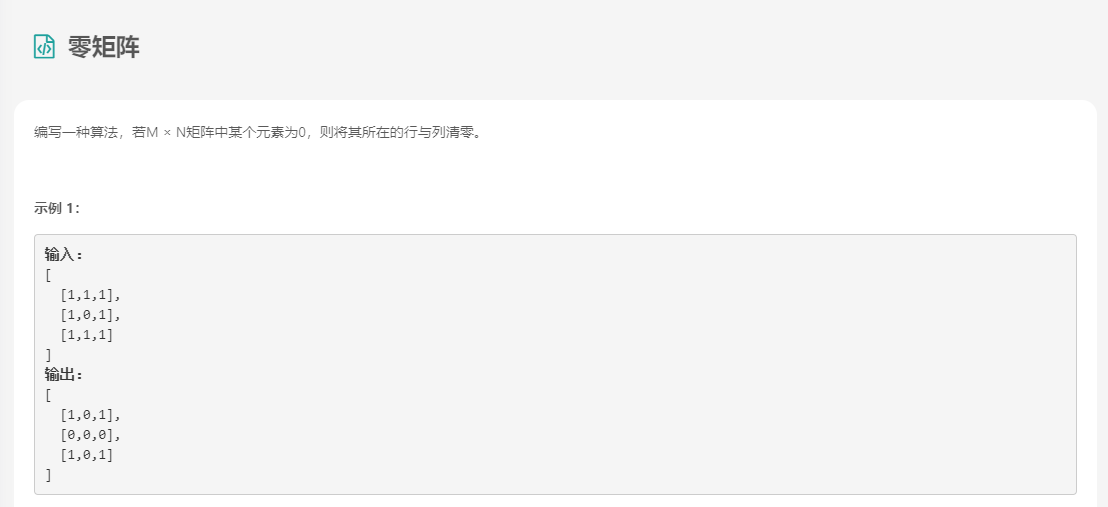 零矩阵
编写一种算法，若M × N矩阵中某个元素为0，则将其所在的行与列清零。
示例 1：
输入：
[
  [1,1,1],
  [1,0,1],
  [1,1,1]
]
输出：
[
  [1,0,1],
  [0,0,0],
  [1,0,1]
]